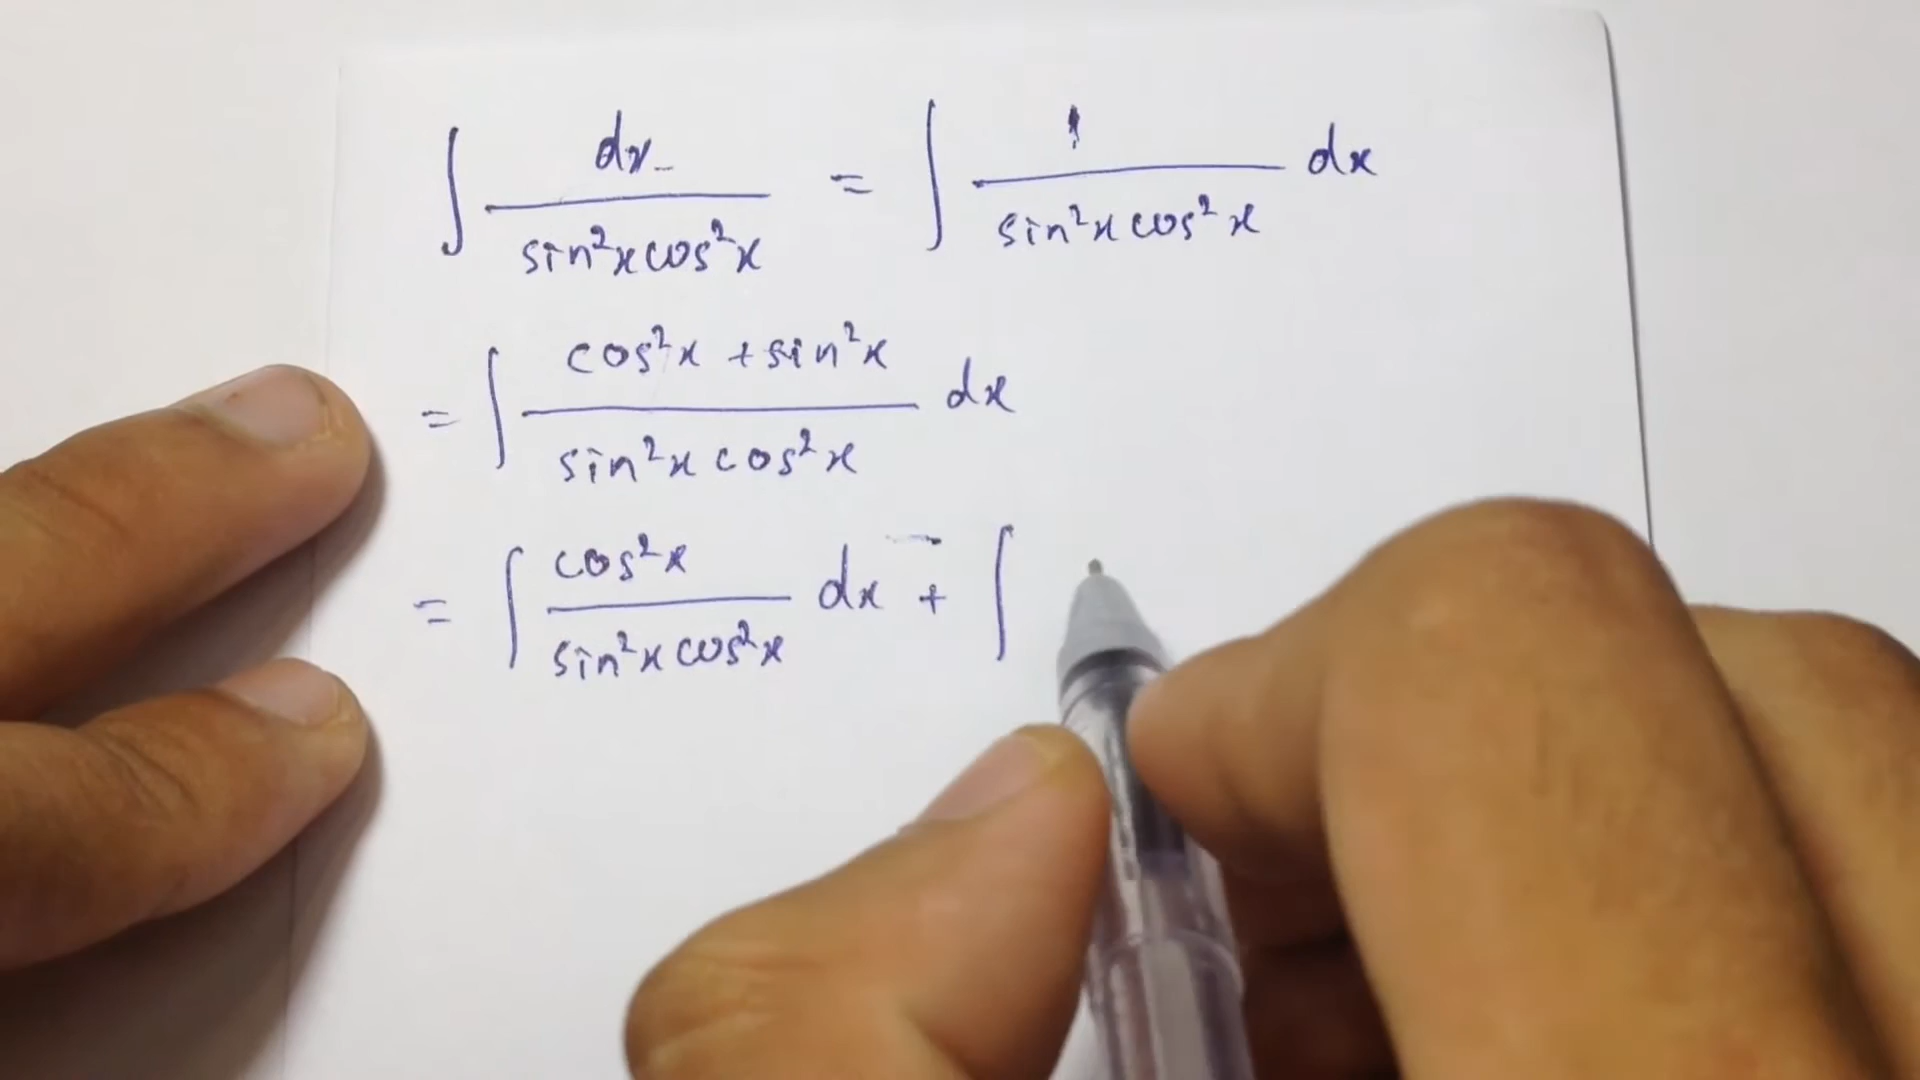 ∫ dx / sin²x cos²x = ∫ 1 / sin²x cos²x dx
= ∫ cos²x + sin²x / sin²x cos²x dx
= ∫ cos²x / sin²x cos²x dx + ∫